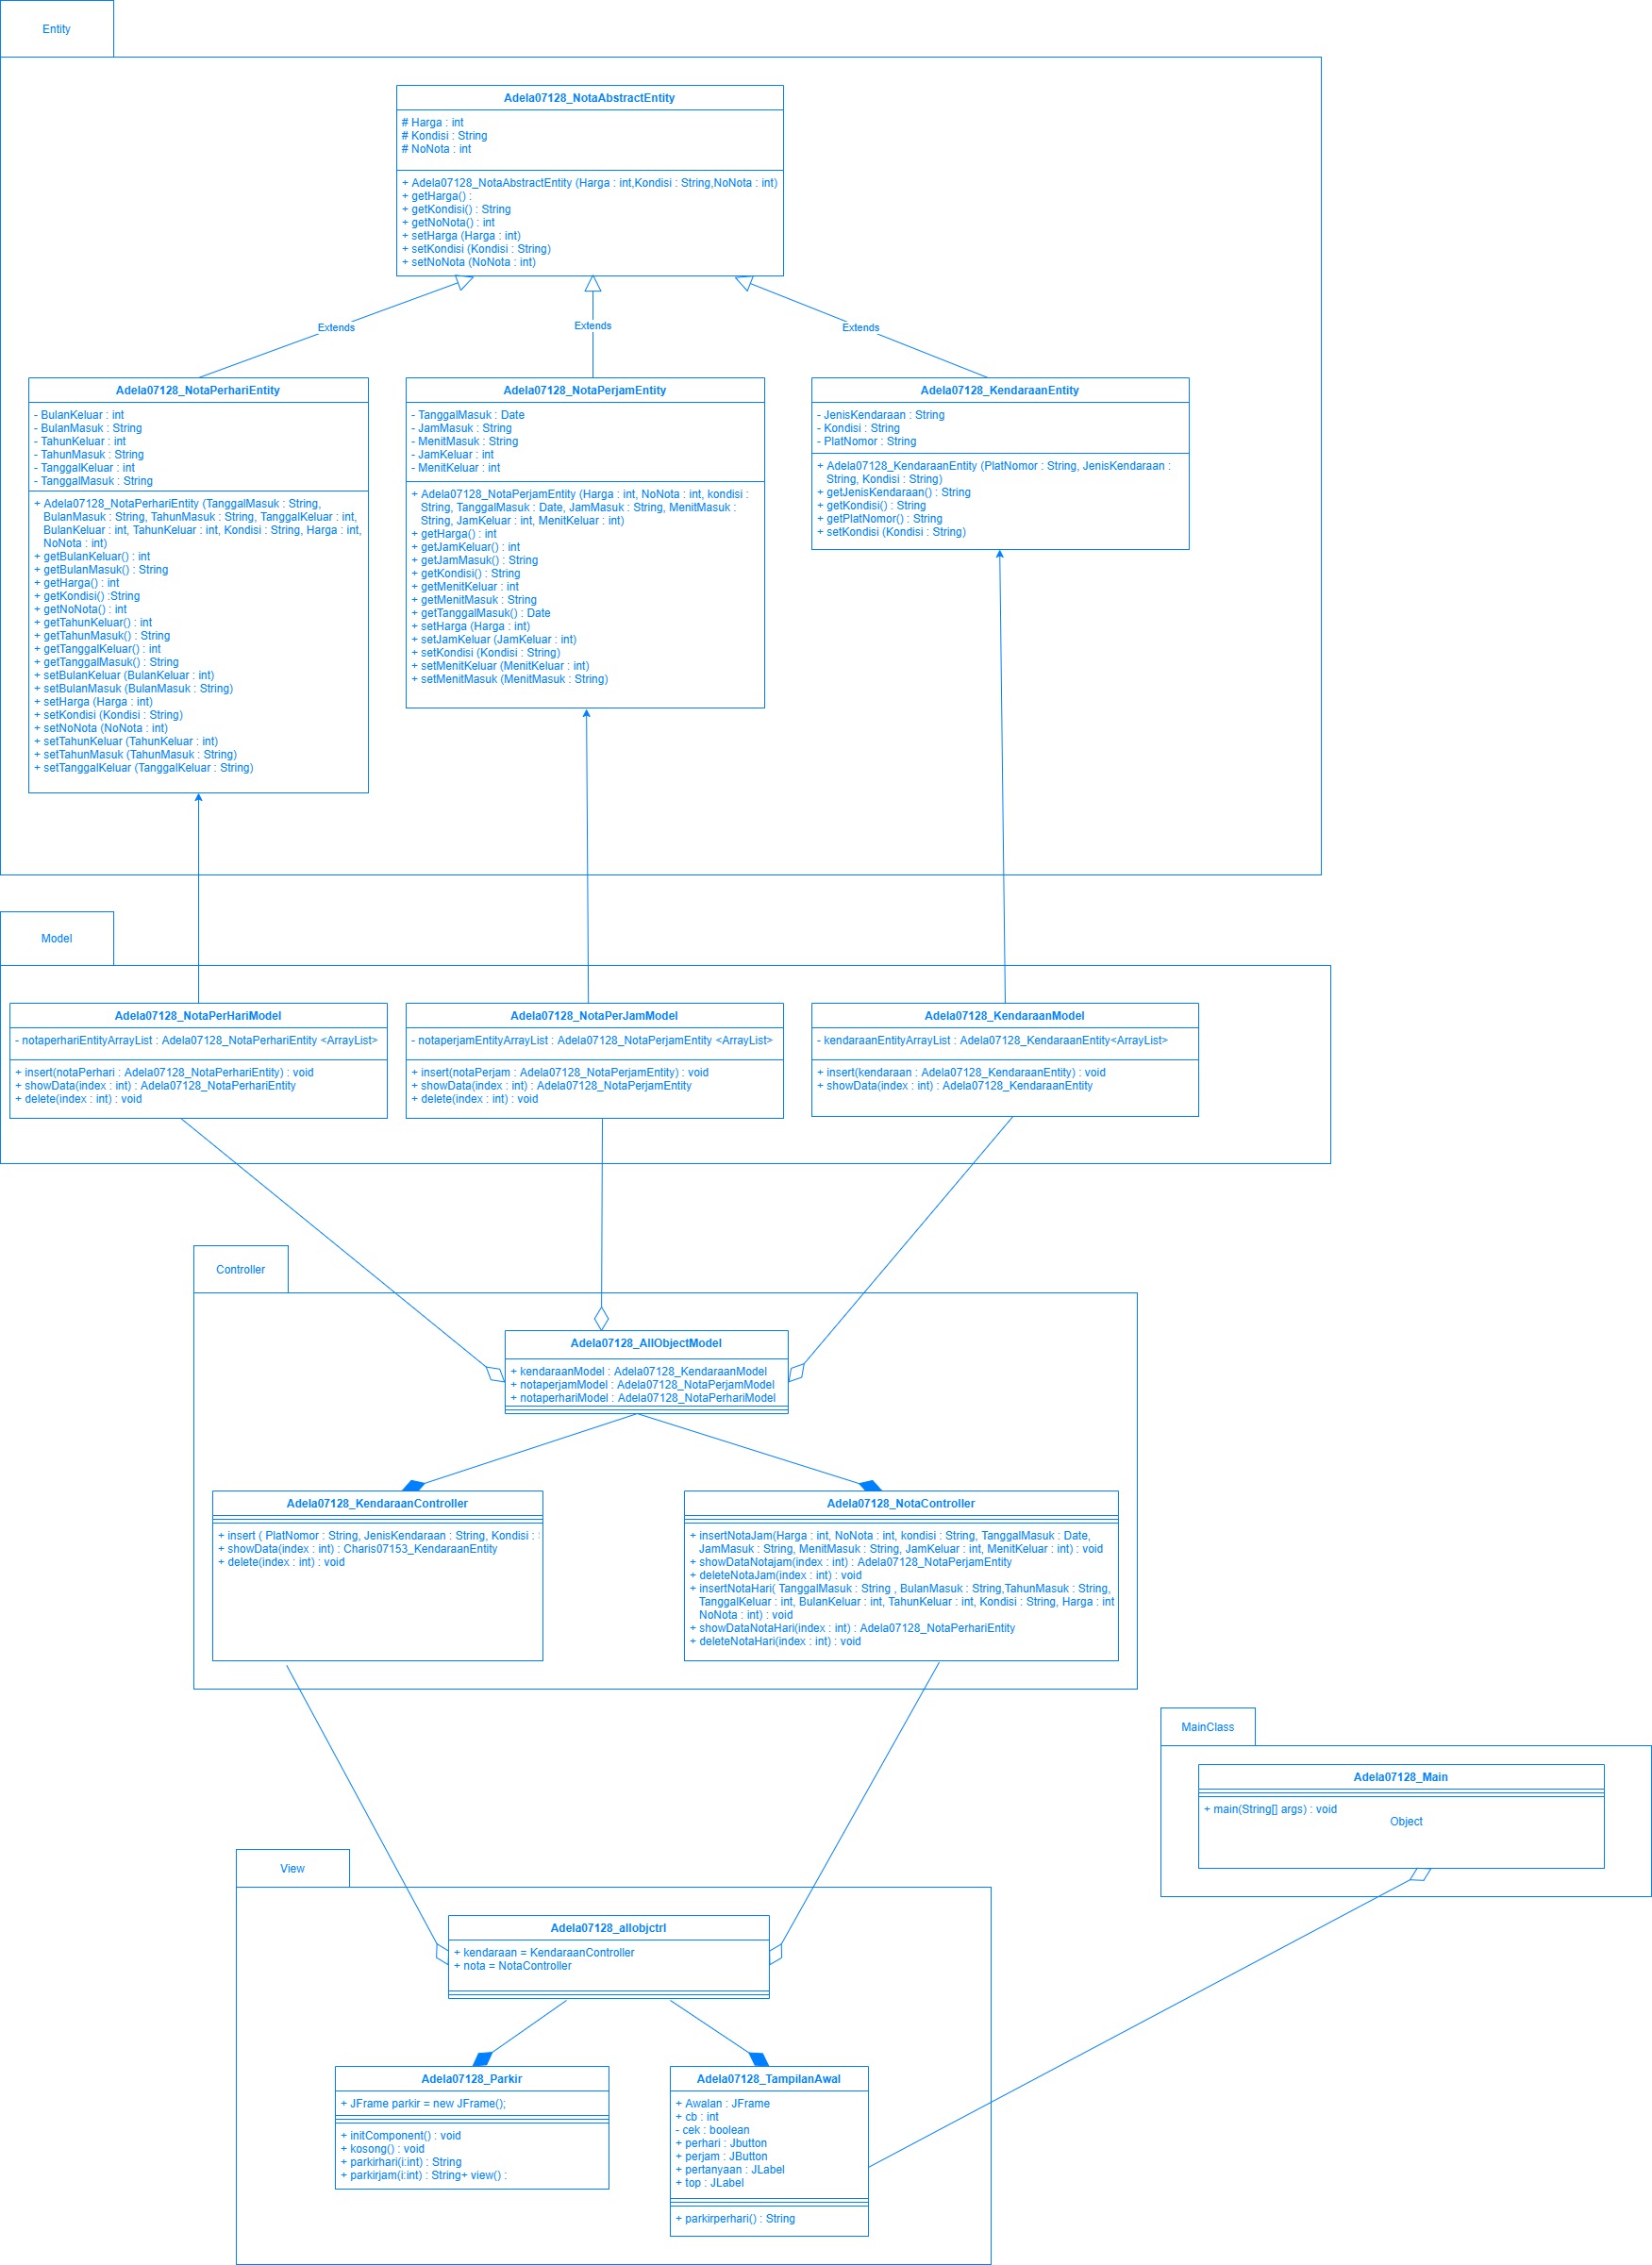 Entity
Adela07128_NotaAbstractEntity
# Harga : int
# Kondisi : String
# NoNota : int
+ Adela07128_NotaAbstractEntity (Harga : int,Kondisi : String,NoNota : int)
+ getHarga() :
+ getKondisi() : String
+ getNoNota() : int
+ setHarga (Harga : int)
+ setKondisi (Kondisi : String)
+ setNoNota (NoNota : int)
Extends
Extends
Extends
Adela07128_NotaPerhariEntity
- BulanKeluar : int
- BulanMasuk : String
- TahunKeluar : int
- TahunMasuk : String
- TanggalKeluar : int
- TanggalMasuk : String
+ Adela07128_NotaPerhariEntity (TanggalMasuk : String,
BulanMasuk : String, TahunMasuk : String, TanggalKeluar : int,
BulanKeluar : int, TahunKeluar : int, Kondisi : String, Harga : int,
NoNota : int)
+ getBulanKeluar() : int
+ getBulanMasuk() : String
+ getHarga() : int
+ getKondisi() :String
+ getNoNota() : int
+ getTahunKeluar() : int
+ getTahunMasuk() : String
+ getTanggalKeluar() : int
+ getTanggalMasuk() : String
+ setBulanKeluar (BulanKeluar : int)
+ setBulanMasuk (BulanMasuk : String)
+ setHarga (Harga : int)
+ setKondisi (Kondisi : String)
+ setNoNota (NoNota : int)
+ setTahunKeluar (TahunKeluar : int)
+ setTahunMasuk (TahunMasuk : String)
+ setTanggalKeluar (TanggalKeluar : String)
Adela07128_NotaPerjamEntity
- TanggalMasuk : Date
- JamMasuk : String
- MenitMasuk : String
- JamKeluar : int
- MenitKeluar : int
+ Adela07128_NotaPerjamEntity (Harga : int, NoNota : int, kondisi :
String, TanggalMasuk : Date, JamMasuk : String, MenitMasuk :
String, JamKeluar : int, MenitKeluar : int)
+ getHarga() : int
+ getJamKeluar() : int
+ getJamMasuk() : String
+ getKondisi() : String
+ getMenitKeluar : int
+ getMenitMasuk : String
+ getTanggalMasuk() : Date
+ setHarga (Harga : int)
+ setJamKeluar (JamKeluar : int)
+ setKondisi (Kondisi : String)
+ setMenitKeluar (MenitKeluar : int)
+ setMenitMasuk (MenitMasuk : String)
Adela07128_KendaraanEntity
- JenisKendaraan : String
- Kondisi : String
- PlatNomor : String
+ Adela07128_KendaraanEntity (PlatNomor : String, JenisKendaraan :
String, Kondisi : String)
+ getJenisKendaraan() : String
+ getKondisi() : String
+ getPlatNomor() : String
+ setKondisi (Kondisi : String)
Model
Adela07128_NotaPerHariModel
- notaperhariEntityArrayList : Adela07128_NotaPerhariEntity <ArrayList>
+ insert(notaPerhari : Adela07128_NotaPerhariEntity) : void
+ showData(index : int) : Adela07128_NotaPerhariEntity
+ delete(index : int) : void
Adela07128_NotaPerJamModel
- notaperjamEntityArrayList : Adela07128_NotaPerjamEntity <ArrayList>
+ insert(notaPerjam : Adela07128_NotaPerjamEntity) : void
+ showData(index : int) : Adela07128_NotaPerjamEntity
+ delete(index : int) : void
Adela07128_KendaraanModel
- kendaraanEntityArrayList : Adela07128_KendaraanEntity<ArrayList>
+ insert(kendaraan : Adela07128_KendaraanEntity) : void
+ showData(index : int) : Adela07128_KendaraanEntity
Controller
Adela07128_AllObjectModel
+ kendaraanModel : Adela07128_KendaraanModel
+ notaperjamModel : Adela07128_NotaPerjamModel
+ notaperhariModel : Adela07128_NotaPerhariModel
Adela07128_KendaraanController
+ insert ( PlatNomor : String, JenisKendaraan : String, Kondisi :
+ showData(index : int) : Charis07153_KendaraanEntity
+ delete(index : int) : void
Adela07128_NotaController
+ insertNotaJam(Harga : int, NoNota : int, kondisi : String, TanggalMasuk : Date,
JamMasuk : String, MenitMasuk : String, JamKeluar : int, MenitKeluar : int) : void
+ showDataNotajam(index : int) : Adela07128_NotaPerjamEntity
+ deleteNotaJam(index : int) : void
+ insertNotaHari( TanggalMasuk : String , BulanMasuk : String,TahunMasuk : String,
TanggalKeluar : int, BulanKeluar : int, TahunKeluar : int, Kondisi : String, Harga : int
NoNota : int) : void
+ showDataNotaHari(index : int) : Adela07128_NotaPerhariEntity
+ deleteNotaHari(index : int) : void
MainClass
Adela07128_Main
+ main(String[] args) : void
Object
View
Adela07128_allobjctrl
+ kendaraan = KendaraanController
+ nota = NotaController
Adela07128_Parkir
+ JFrame parkir = new JFrame();
+ initComponent() : void
+ kosong() : void
+ parkirhari(i:int) : String
+ parkirjam(i:int) : String+ view() :
Adela07128_TampilanAwal
+ Awalan : JFrame
+ cb : int
- cek : boolean
+ perhari : Jbutton
+ perjam : JButton
+ pertanyaan : JLabel
+ top : JLabel
+ parkirperhari() : String